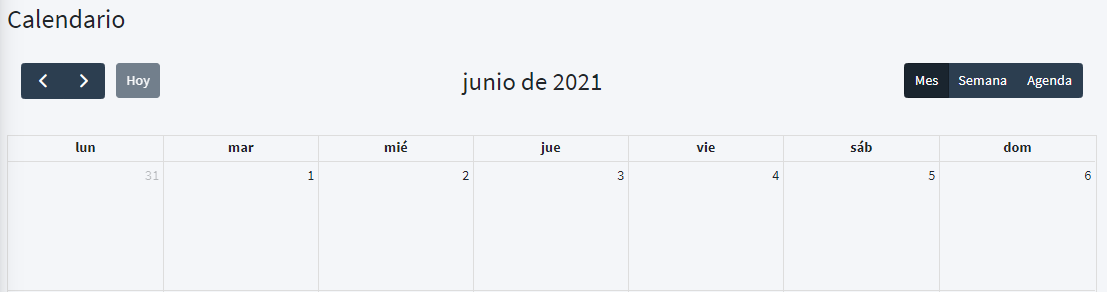 Calendario
Hoy junio de 2021 Mes Semana Agenda
lun mar mié jue vie sáb dom
31 1 2 3 4 5 6